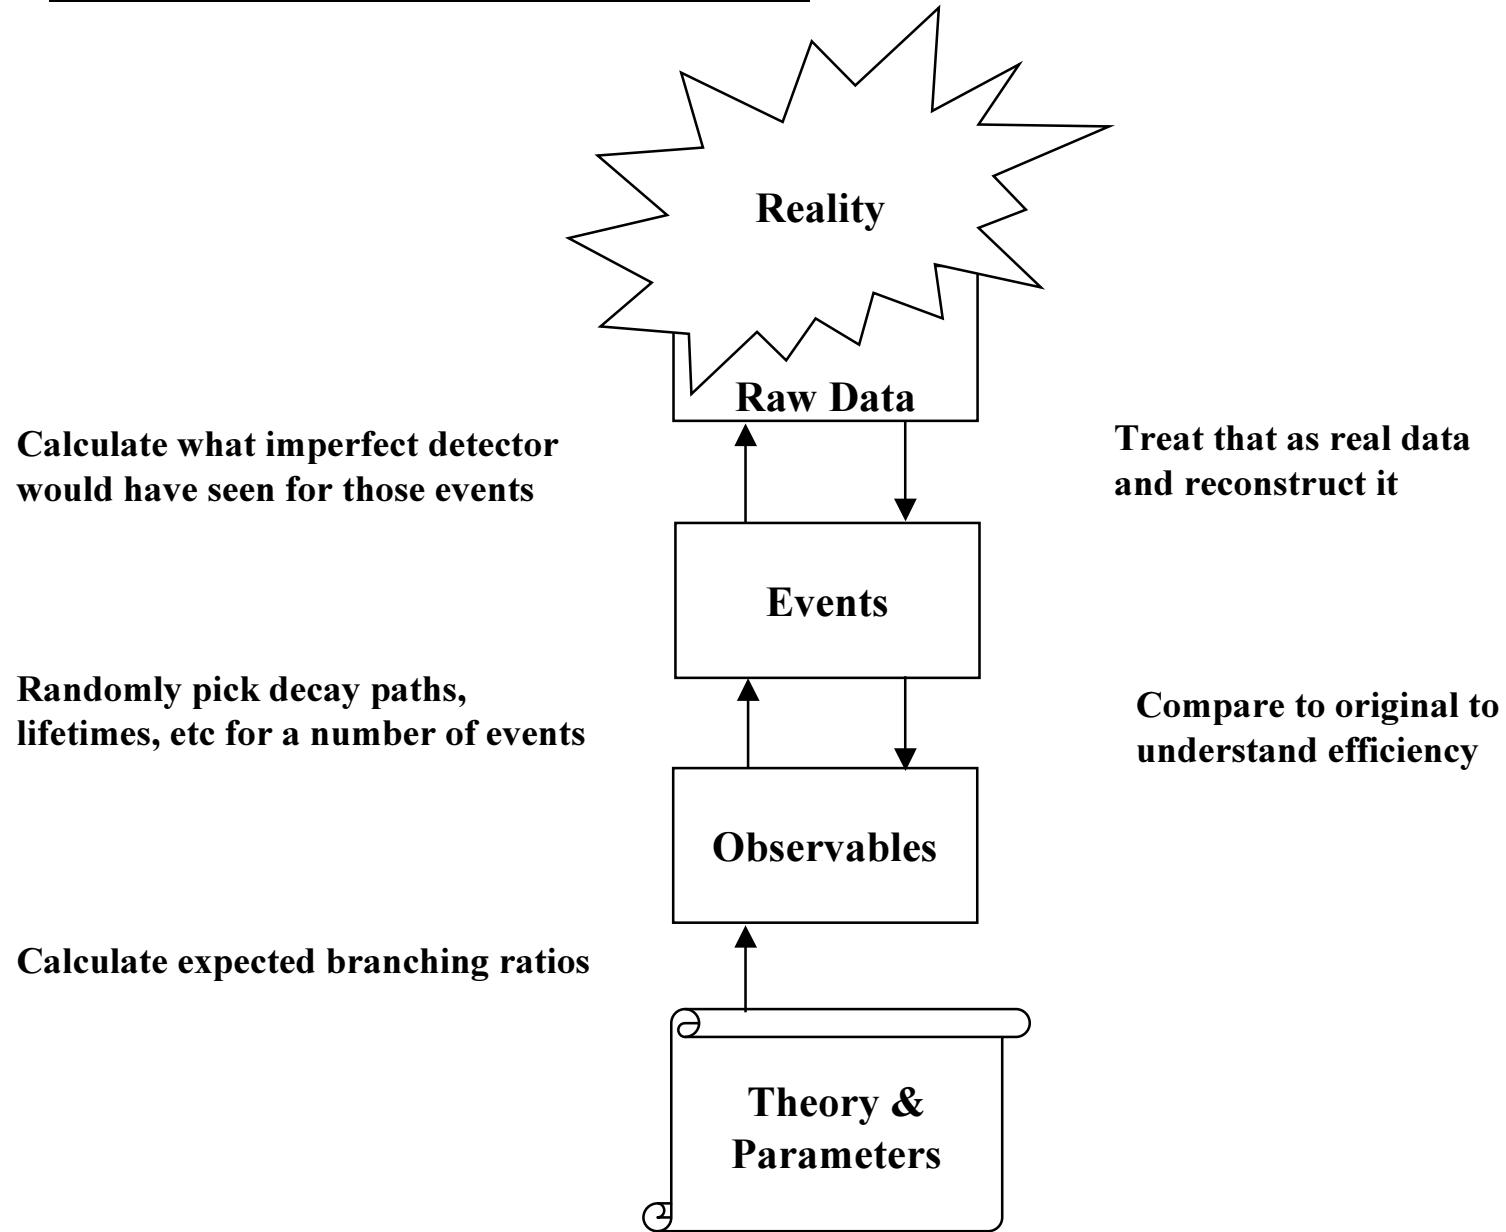 Reality
Raw Data
Calculate what imperfect detector
would have seen for those events
Treat that as real data
and reconstruct it
Events
Randomly pick decay paths,
lifetimes, etc for a number of events
Compare to original to
understand efficiency
Observables
Calculate expected branching ratios
Theory &
Parameters